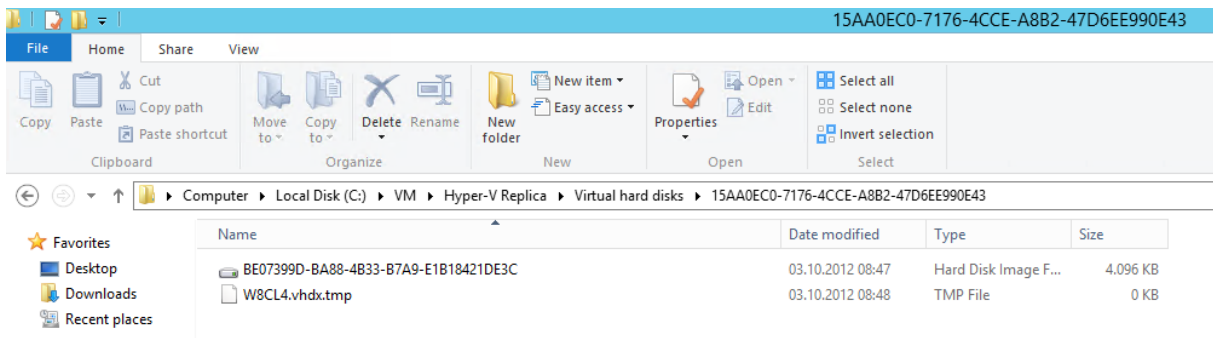 15AA0EC0-7176-4CCE-A8B2-47D6EE990E43
File Home Share View
Copy
Paste
Cut
Copy path
Paste shortcut
Clipboard
Move to
Copy to
Delete
Rename
Organize
New folder
New item
Easy access
New
Properties
Open
Edit
Open
Select all
Select none
Invert selection
Select
Computer Local Disk (C:) VM Hyper-V Replica Virtual hard disks 15AA0EC0-7176-4CCE-A8B2-47D6EE990E43
Favorites
Desktop
Downloads
Recent places
Name Date modified Type Size
BE07399D-BA88-4B33-B7A9-E1B18421DE3C 03.10.2012 08:47 Hard Disk Image F... 4.096 KB
W8CL4.vhdx.tmp 03.10.2012 08:48 TMP File 0 KB